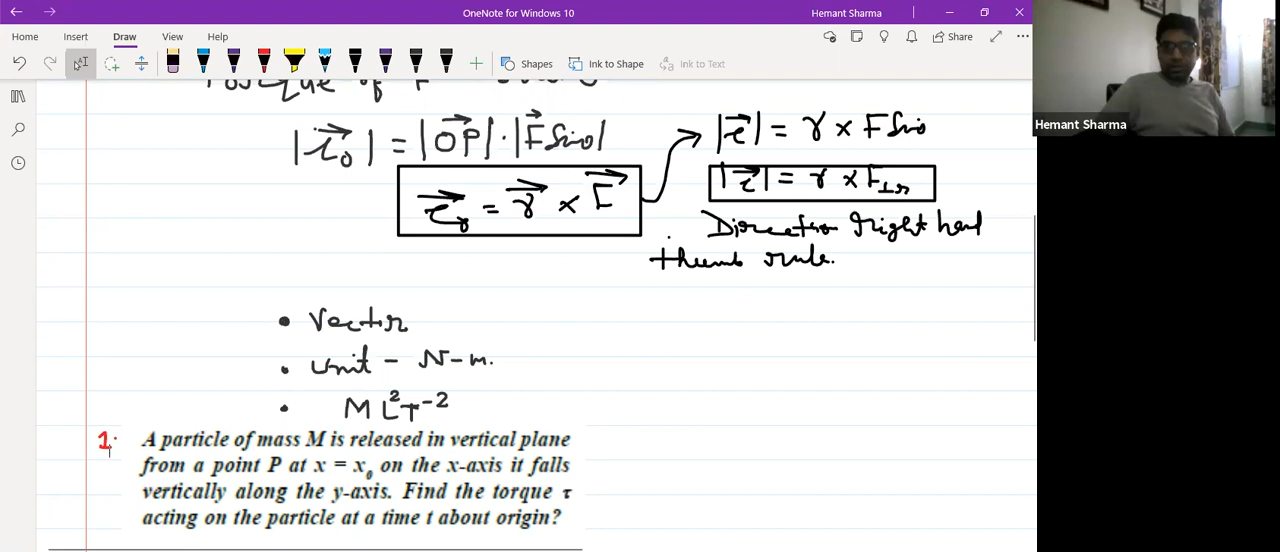 OneNote for Windows 10
Hemant Sharma
Home Insert Draw View Help
Share
Shapes Ink to Shape Ink to Text
of F
|τ₀| = |OP|·|F sinθ|
|τ| = r × F sinθ
τ = r × F
|τ| = r × F⊥r
Direction right hand
thumb rule.
• Vector
• Unit - N-m.
• ML²T⁻²
1. A particle of mass M is released in vertical plane
from a point P at x = x₀ on the x-axis it falls
vertically along the y-axis. Find the torque τ
acting on the particle at a time t about origin?
Hemant Sharma